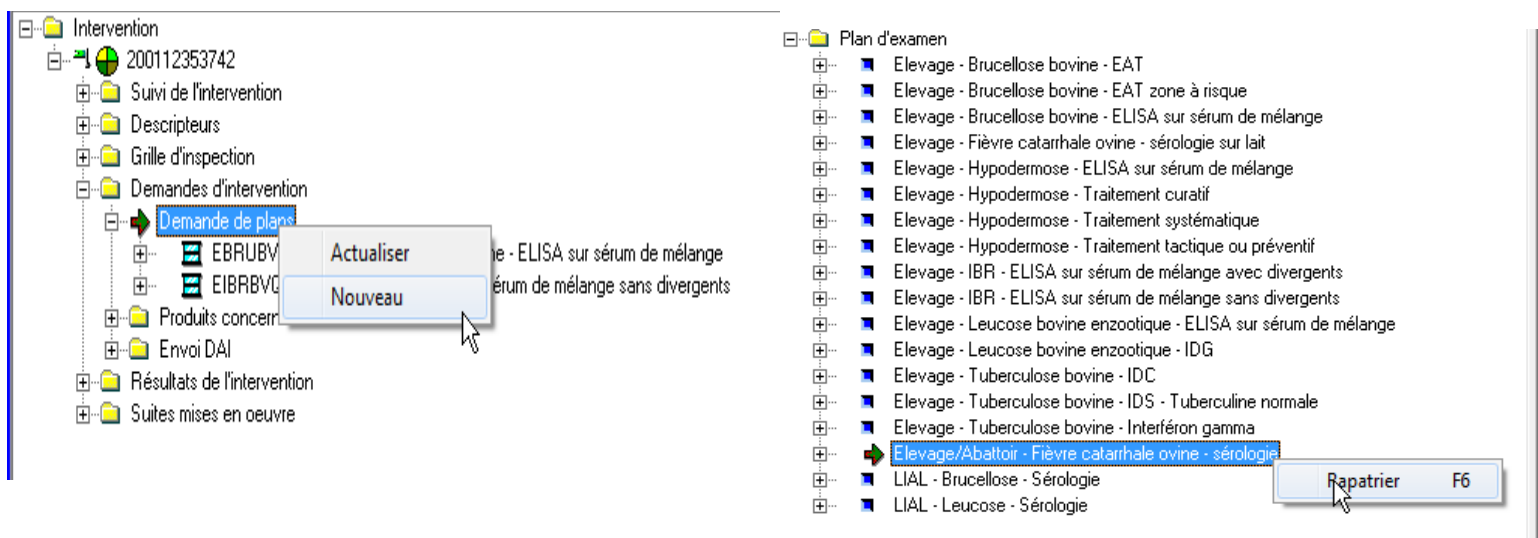 Intervention
200112353742
Suivi de l'intervention
Descripteurs
Grille d'inspection
Demandes d'intervention
Demande de plans
EBRUBV
ne - ELISA sur sérum de mélange
EIBRBVC
érum de mélange sans divergents
Produits concern
Envoi DAI
Résultats de l'intervention
Suites mises en oeuvre
Actualiser
Nouveau
Plan d'examen
Elevage - Brucellose bovine - EAT
Elevage - Brucellose bovine - EAT zone à risque
Elevage - Brucellose bovine - ELISA sur sérum de mélange
Elevage - Fièvre catarrhale ovine - sérologie sur lait
Elevage - Hypodermose - ELISA sur sérum de mélange
Elevage - Hypodermose - Traitement curatif
Elevage - Hypodermose - Traitement systématique
Elevage - Hypodermose - Traitement tactique ou préventif
Elevage - IBR - ELISA sur sérum de mélange avec divergents
Elevage - IBR - ELISA sur sérum de mélange sans divergents
Elevage - Leucose bovine enzootique - ELISA sur sérum de mélange
Elevage - Leucose bovine enzootique - IDG
Elevage - Tuberculose bovine - IDC
Elevage - Tuberculose bovine - IDS - Tuberculine normale
Elevage - Tuberculose bovine - Interféron gamma
Elevage/Abattoir - Fièvre catarrhale ovine - sérologie
LIAL - Brucellose - Sérologie
LIAL - Leucose - Sérologie
Rapatrier F6